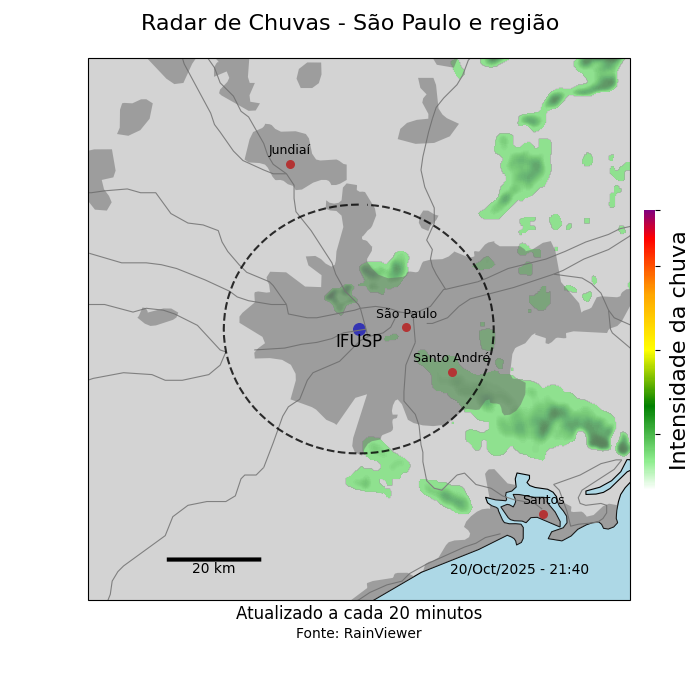 Radar de Chuvas - São Paulo e região
Jundiaí
São Paulo
IFUSP
Santo André
Santos
20 km
20/Oct/2025 - 21:40
Intensidade da chuva
Atualizado a cada 20 minutos
Fonte: RainViewer